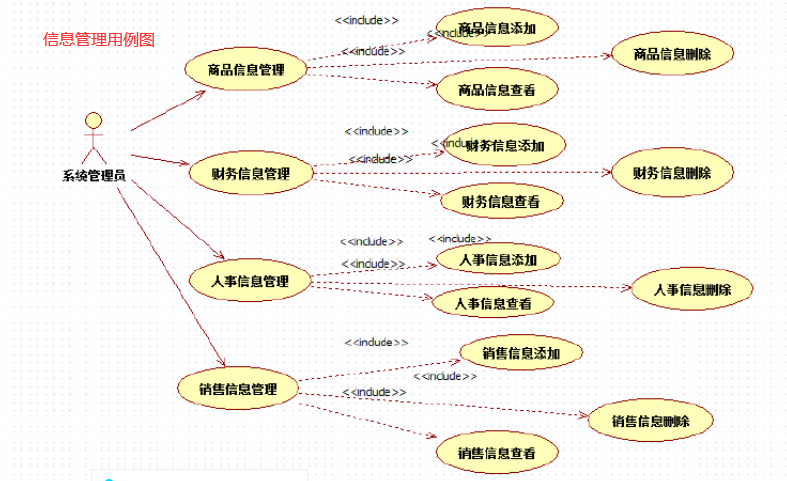 信息管理用例图
<<include>>
商品信息添加
<<include>>
<<include>>
商品信息管理
商品信息删除
商品信息查看
系统管理员
<<include>>
财务信息添加
<<include>>
财务信息管理
财务信息删除
财务信息查看
<<include>>
<<include>>
人事信息添加
<<include>>
人事信息管理
人事信息删除
人事信息查看
<<include>>
销售信息添加
<<include>>
销售信息管理
<<include>>
销售信息删除
销售信息查看